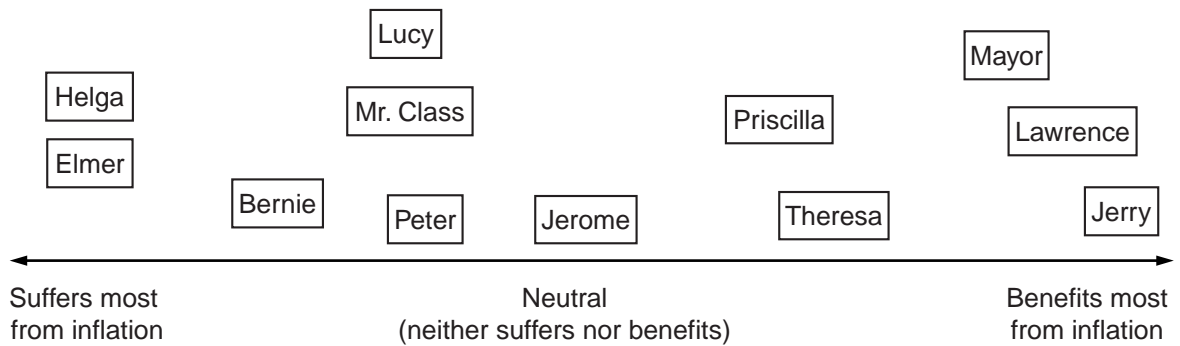 Lucy
Mayor
Helga
Mr. Class
Priscilla
Lawrence
Elmer
Bernie
Peter
Jerome
Theresa
Jerry
Suffers most
from inflation
Neutral
(neither suffers nor benefits)
Benefits most
from inflation